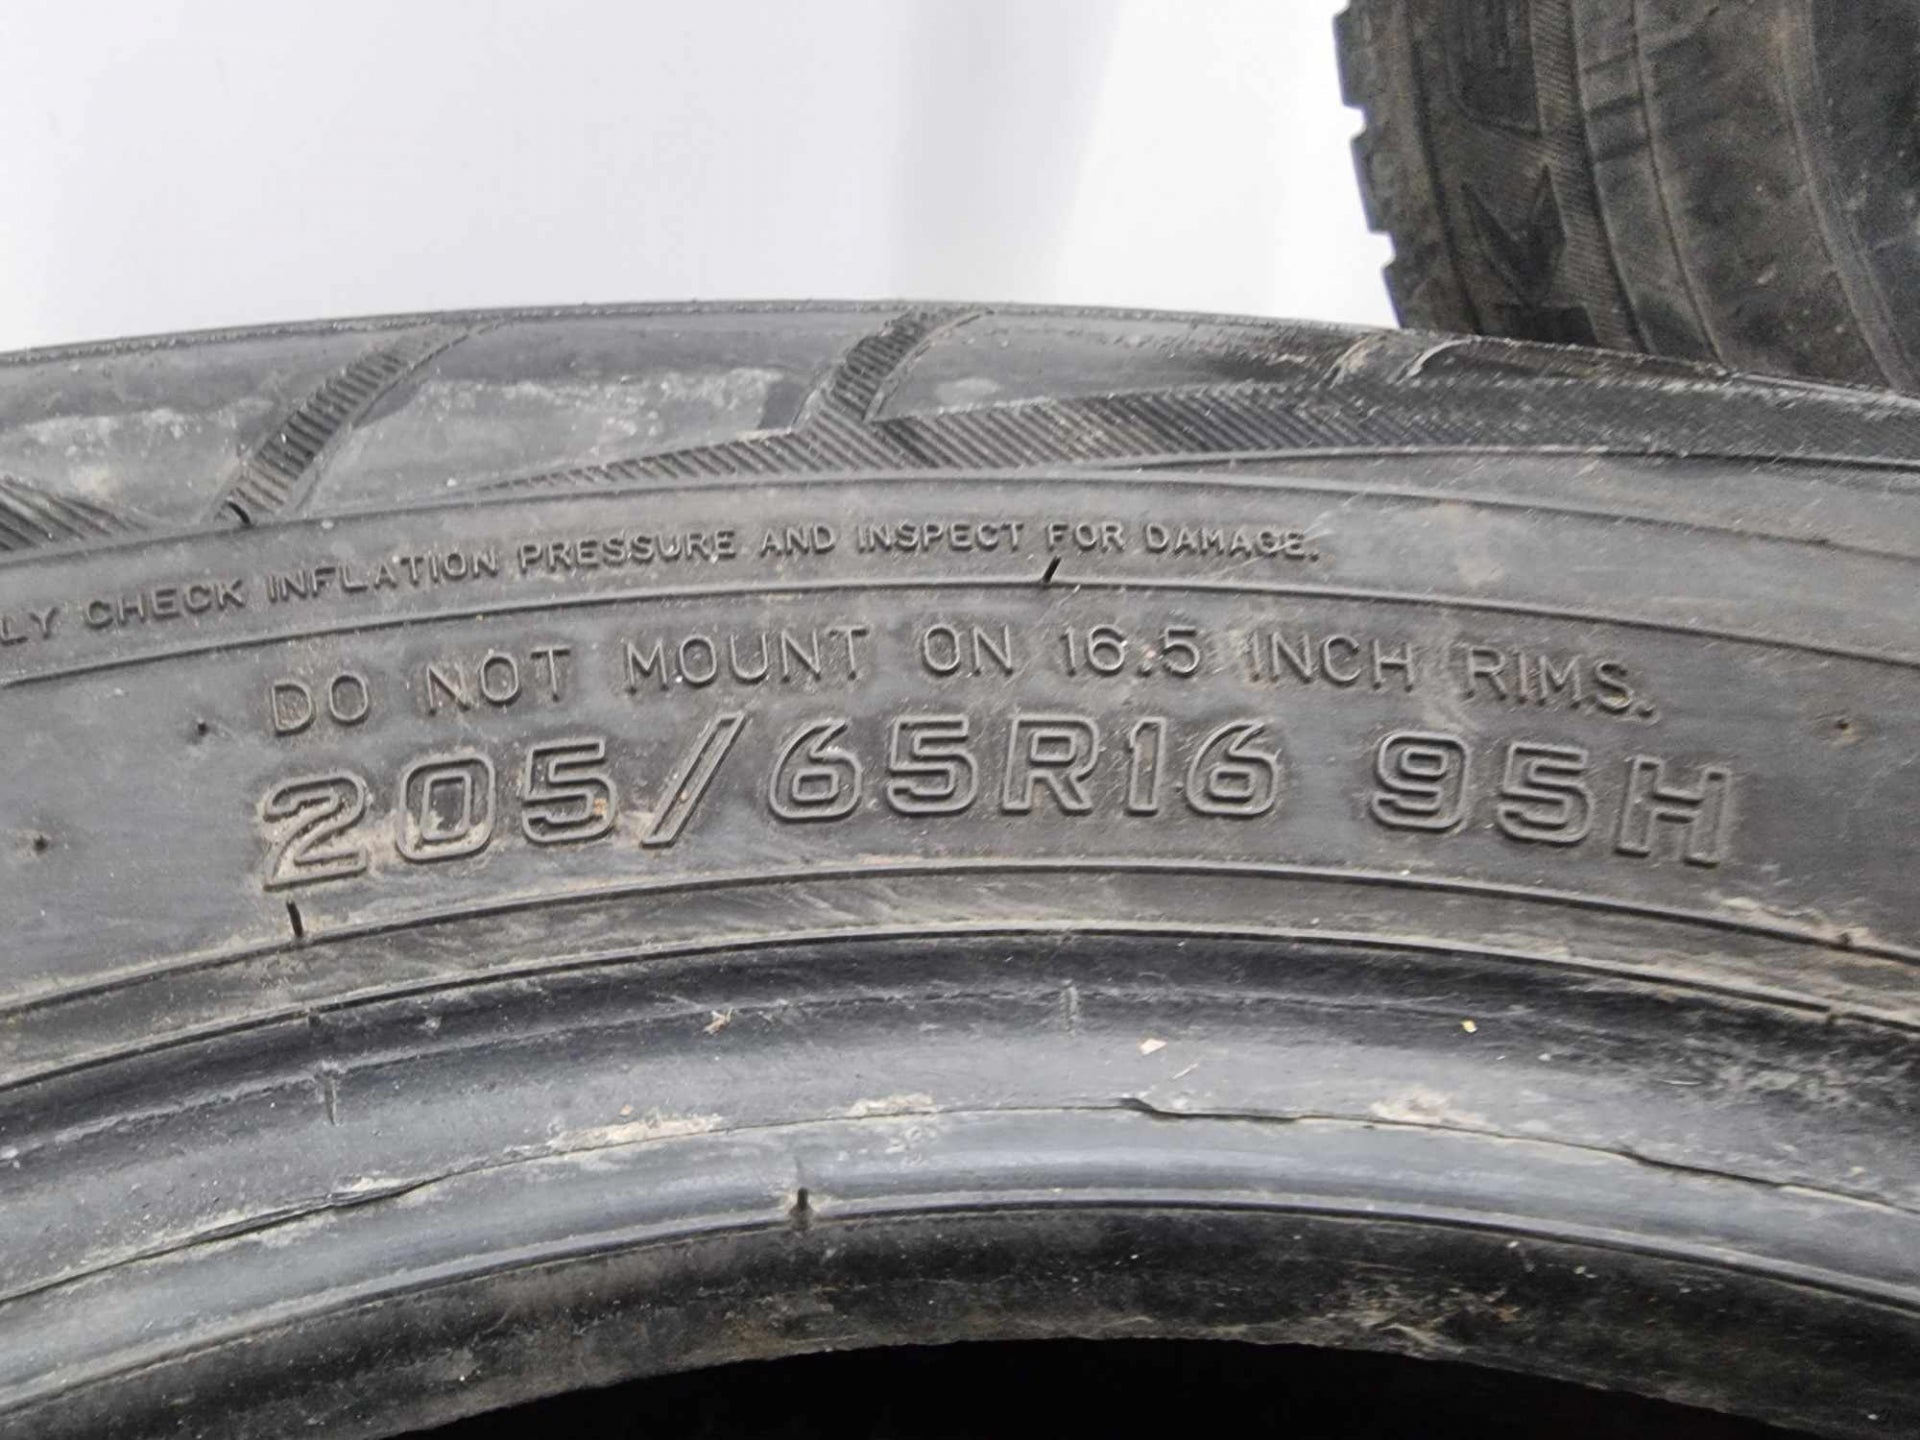 LY CHECK INFLATION PRESSURE AND INSPECT FOR DAMAGE.
DO NOT MOUNT ON 16.5 INCH RIMS.
205/65R16 95H